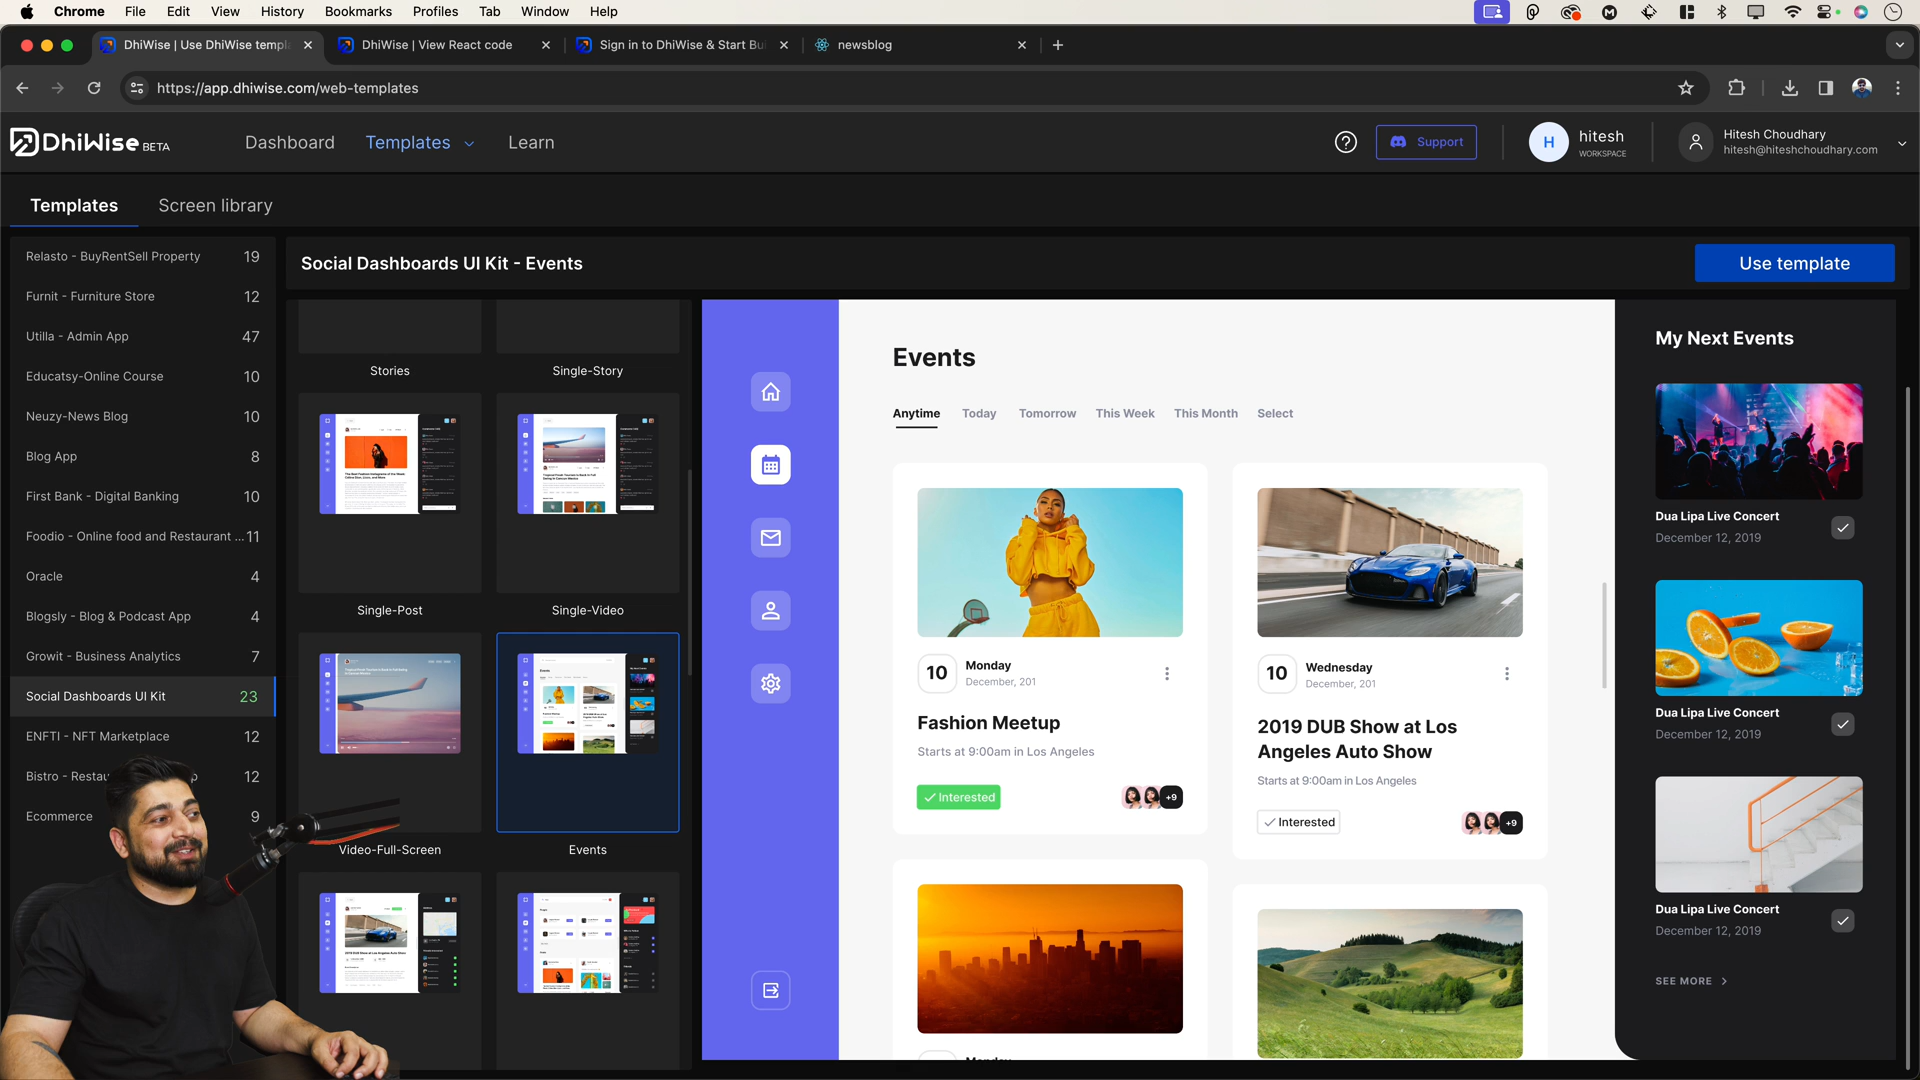 Chrome File Edit View History Bookmarks Profiles Tab Window Help
DhiWise | Use DhiWise templ
DhiWise | View React code
Sign in to DhiWise & Start Bui
newsblog
https://app.dhiwise.com/web-templates
DhiWise BETA
Dashboard
Templates
Learn
Support
H
hitesh
WORKSPACE
Hitesh Choudhary
hitesh@hiteshchoudhary.com
Templates
Screen library
Relasto - BuyRentSell Property 19
Furnit - Furniture Store 12
Utilla - Admin App 47
Educatsy-Online Course 10
Neuzy-News Blog 10
Blog App 8
First Bank - Digital Banking 10
Foodio - Online food and Restaurant ... 11
Oracle 4
Blogsly - Blog & Podcast App 4
Growit - Business Analytics 7
Social Dashboards UI Kit 23
ENFTI - NFT Marketplace 12
Bistro - Restau p 12
Ecommerce 9
Social Dashboards UI Kit - Events
Use template
Stories
Single-Story
Single-Post
Single-Video
Video-Full-Screen
Events
Events
Anytime Today Tomorrow This Week This Month Select
10
Monday
December, 201
Fashion Meetup
Starts at 9:00am in Los Angeles
Interested
+9
10
Wednesday
December, 201
2019 DUB Show at Los
Angeles Auto Show
Starts at 9:00am in Los Angeles
Interested
+9
Monday
My Next Events
Dua Lipa Live Concert
December 12, 2019
Dua Lipa Live Concert
December 12, 2019
Dua Lipa Live Concert
December 12, 2019
SEE MORE